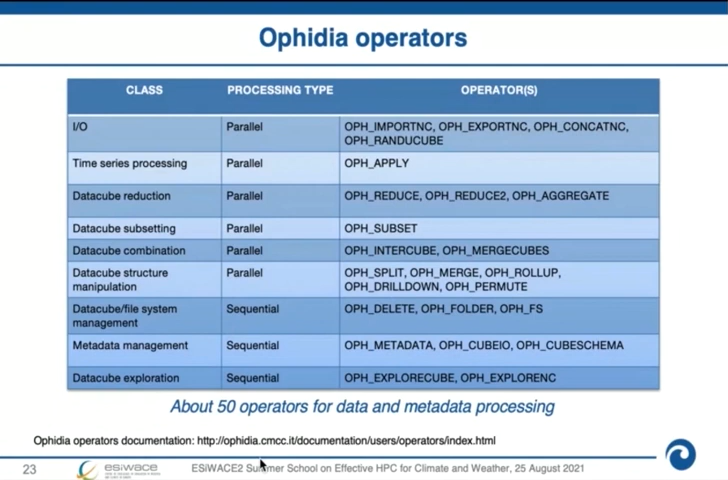 Ophidia operators
CLASS PROCESSING TYPE OPERATOR(S)
I/O Parallel OPH_IMPORTNC, OPH_EXPORTNC, OPH_CONCATNC,
OPH_RANDUCUBE
Time series processing Parallel OPH_APPLY
Datacube reduction Parallel OPH_REDUCE, OPH_REDUCE2, OPH_AGGREGATE
Datacube subsetting Parallel OPH_SUBSET
Datacube combination Parallel OPH_INTERCUBE, OPH_MERGECUBES
Datacube structure Parallel OPH_SPLIT, OPH_MERGE, OPH_ROLLUP,
manipulation OPH_DRILLDOWN, OPH_PERMUTE
Datacube/file system Sequential OPH_DELETE, OPH_FOLDER, OPH_FS
management
Metadata management Sequential OPH_METADATA, OPH_CUBEIO, OPH_CUBESCHEMA
Datacube exploration Sequential OPH_EXPLORECUBE, OPH_EXPLORENC
About 50 operators for data and metadata processing
Ophidia operators documentation: http://ophidia.cmcc.it/documentation/users/operators/index.html
23 esiwace ESiWACE2 Summer School on Effective HPC for Climate and Weather, 25 August 2021